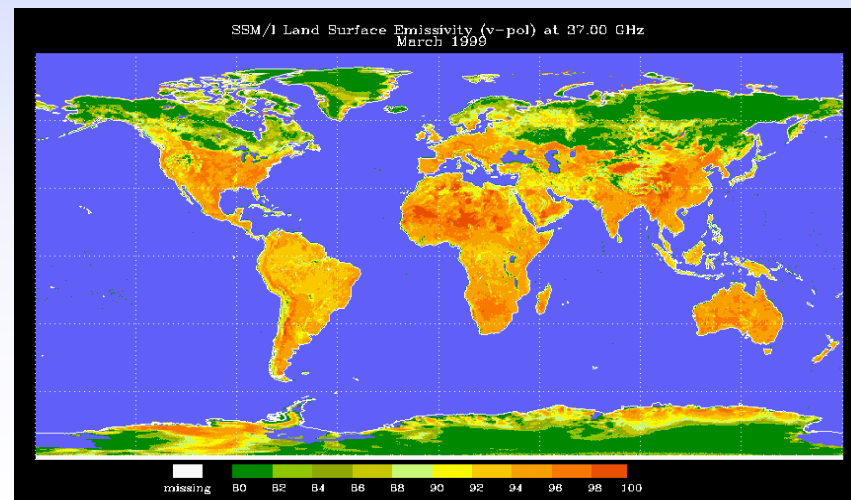 SSM/I Land Surface Emissivity (v-pol) at 37.00 GHz
March 1999
missing 80 82 84 86 88 90 92 94 96 98 100